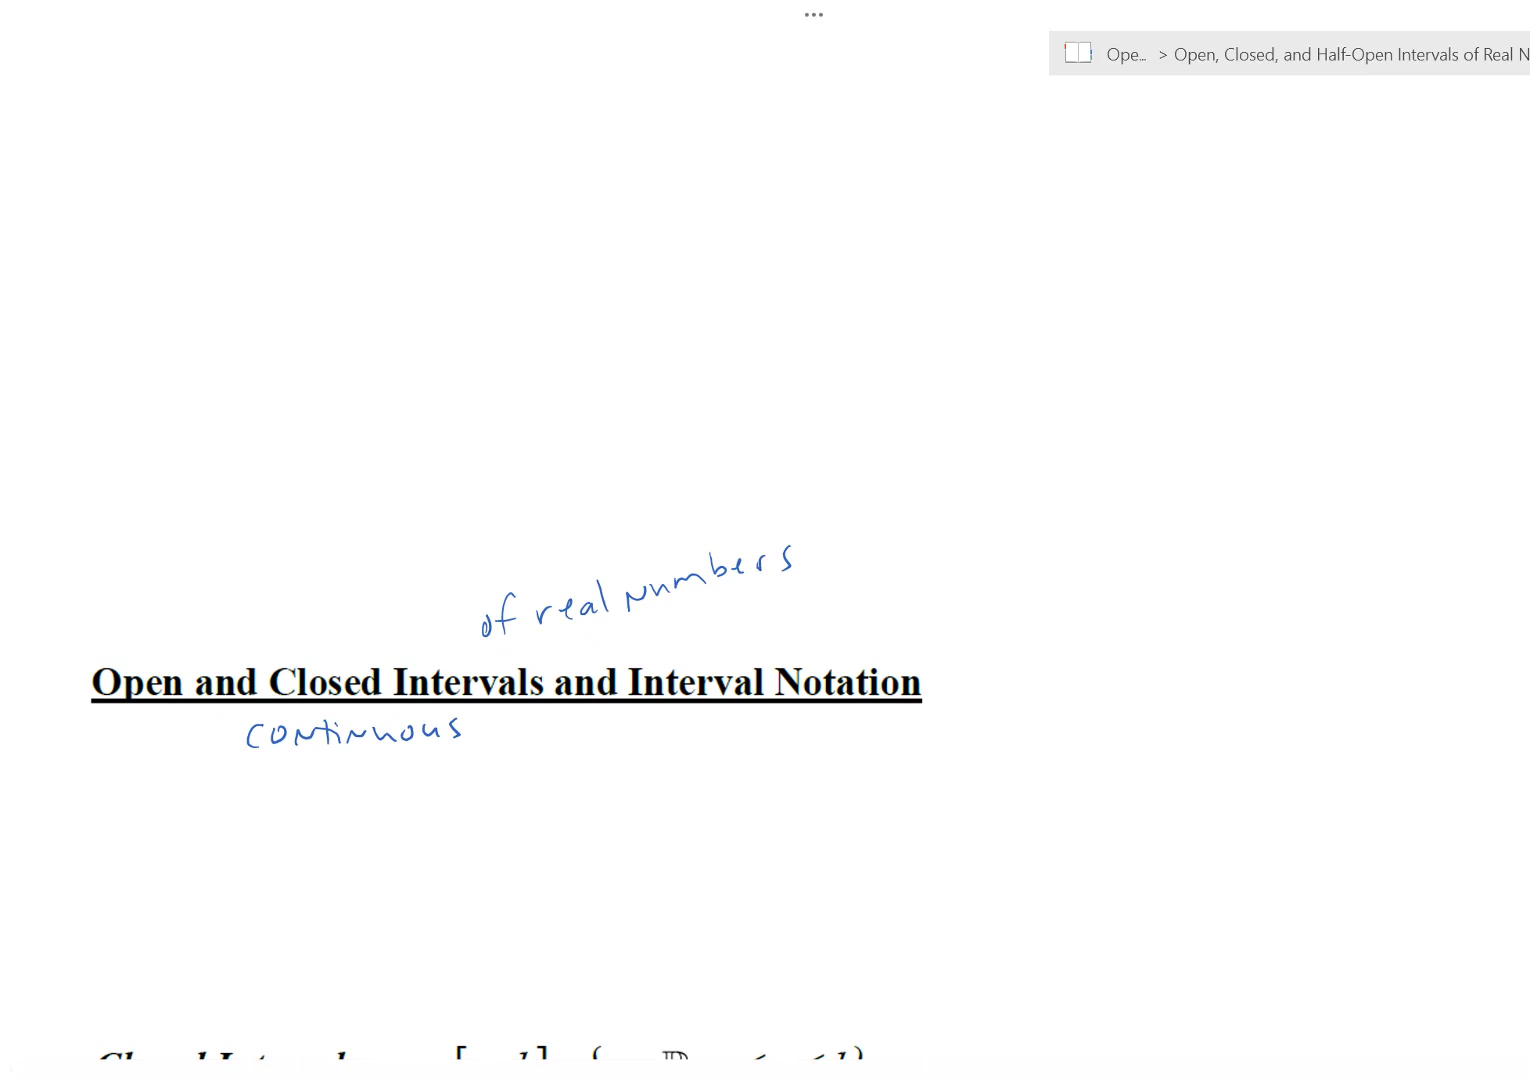 ...
Ope... > Open, Closed, and Half-Open Intervals of Real N
of real numbers
Open and Closed Intervals and Interval Notation
continuous